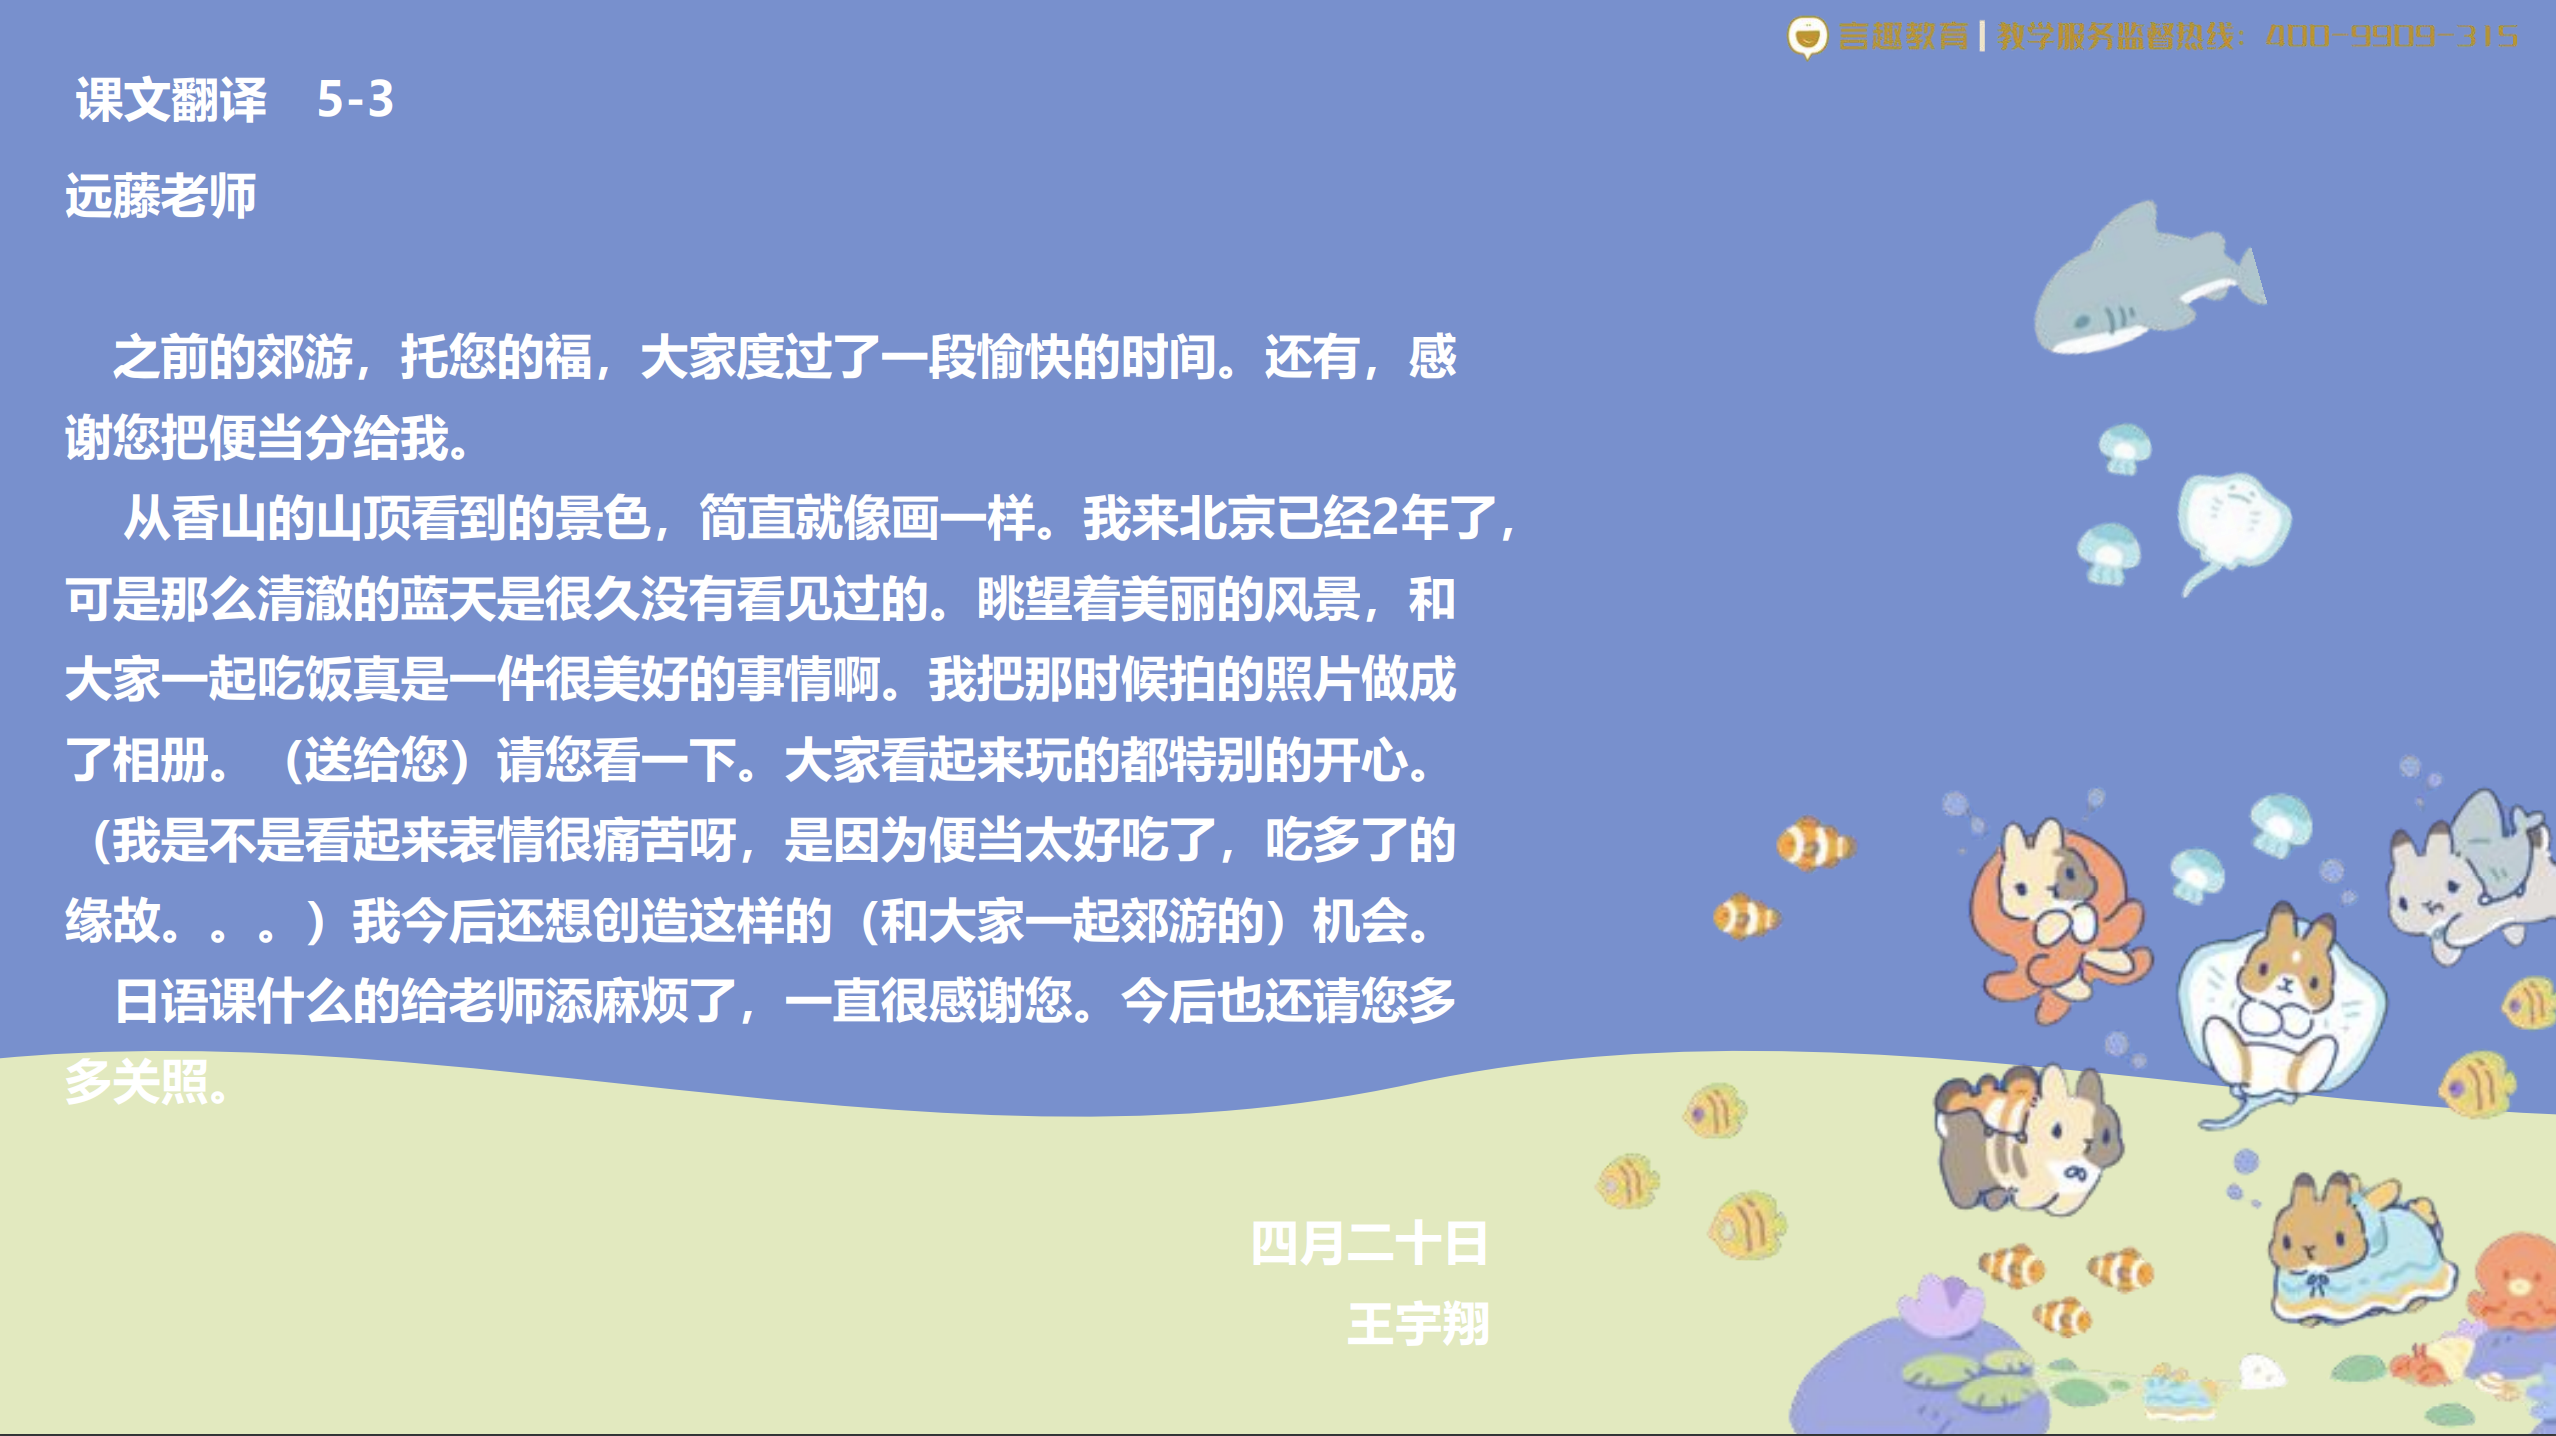 言趣教育 | 教学服务监督热线：400-9909-315
课文翻译 5-3
远藤老师
之前的郊游，托您的福，大家度过了一段愉快的时间。还有，感
谢您把便当分给我。
从香山的山顶看到的景色，简直就像画一样。我来北京已经2年了，
可是那么清澈的蓝天是很久没有看见过的。眺望着美丽的风景，和
大家一起吃饭真是一件很美好的事情啊。我把那时候拍的照片做成
了相册。（送给您）请您看一下。大家看起来玩的都特别的开心。
（我是不是看起来表情很痛苦呀，是因为便当太好吃了，吃多了的
缘故。。。）我今后还想创造这样的（和大家一起郊游的）机会。
日语课什么的给老师添麻烦了，一直很感谢您。今后也还请您多
多关照。
四月二十日
王宇翔